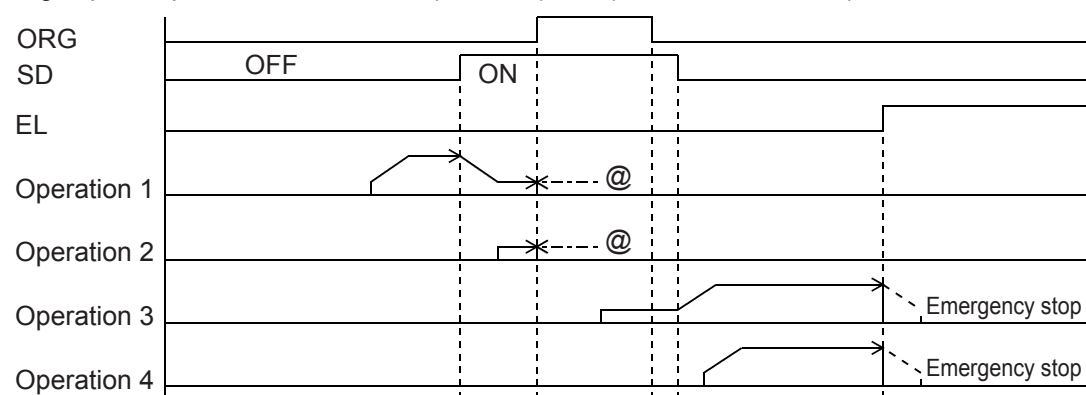 ORG
OFF
SD
ON
EL
Operation 1
@
Operation 2
@
Operation 3
Emergency stop
Operation 4
Emergency stop